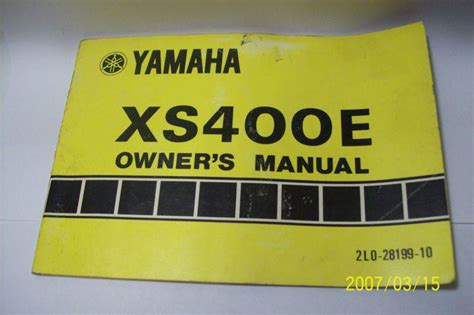 YAMAHA
XS400E
OWNER'S MANUAL
2L0-28199-10
2007/03/15